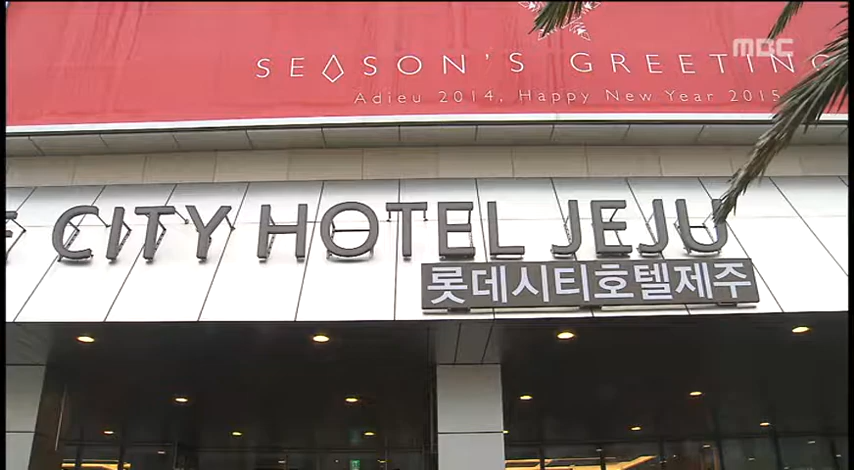 MBC
SEASON'S GREETING
Adieu 2014, Happy New Year 2015
E CITY HOTEL JEJU
롯데시티호텔제주